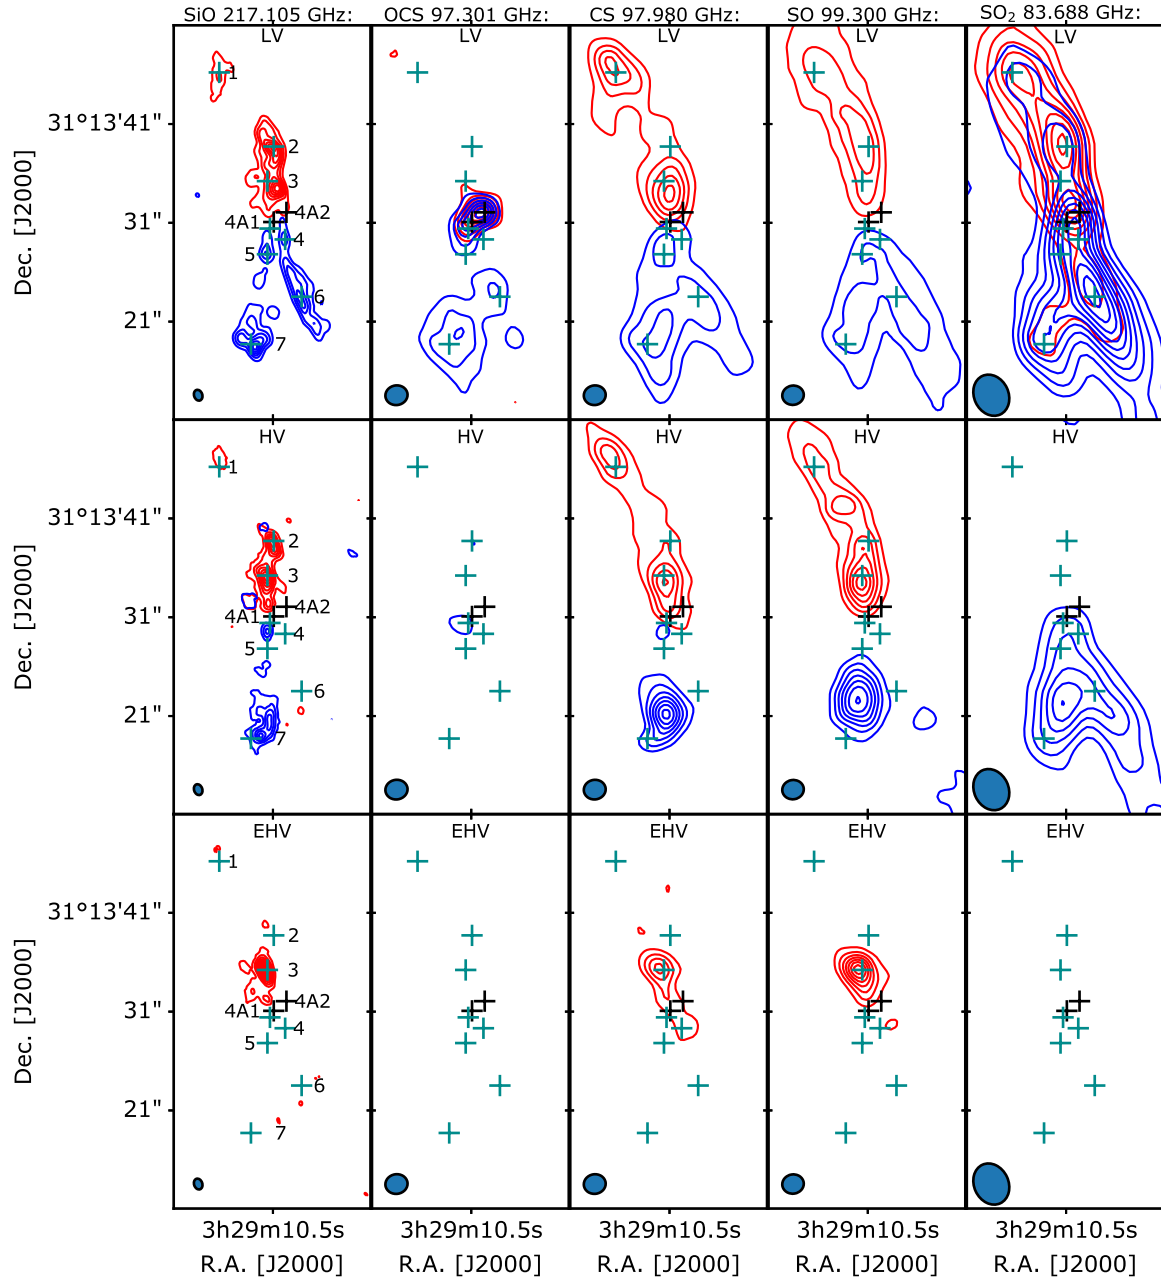 SiO 217.105 GHz: OCS 97.301 GHz: CS 97.980 GHz: SO 99.300 GHz: SO₂ 83.688 GHz:
LV LV LV LV LV
1
31°13'41"
2
3
Dec. [J2000]
4A2
31"
4A1
4
5
6
21"
7
HV HV HV HV HV
1
31°13'41"
2
3
Dec. [J2000]
4A2
31"
4A1
4
5
6
21"
7
EHV EHV EHV EHV EHV
1
31°13'41"
2
3
Dec. [J2000]
4A2
31"
4A1
4
5
6
21"
7
3h29m10.5s 3h29m10.5s 3h29m10.5s 3h29m10.5s 3h29m10.5s
R.A. [J2000] R.A. [J2000] R.A. [J2000] R.A. [J2000] R.A. [J2000]